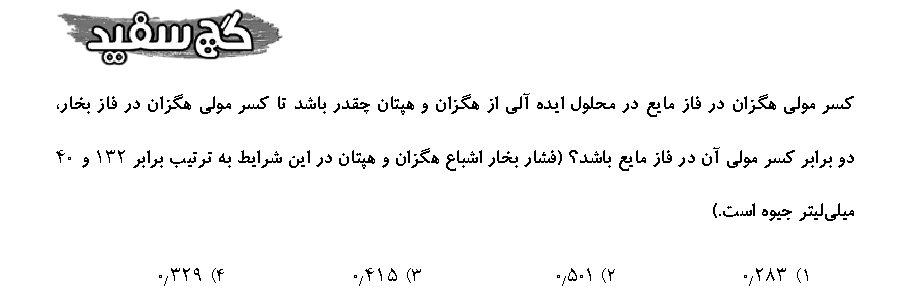 گچ سفید
کسر مولی هگزان در فاز مایع در محلول ایده آلی از هگزان و هپتان چقدر باشد تا کسر مولی هگزان در فاز بخار،
دو برابر کسر مولی آن در فاز مایع باشد؟ (فشار بخار اشباع هگزان و هپتان در این شرایط به ترتیب برابر ۱۳۲ و ۴۰
میلی‌لیتر جیوه است.)
۱) ۰٫۲۸۳ ۲) ۰٫۵۰۱ ۳) ۰٫۴۱۵ ۴) ۰٫۳۲۹